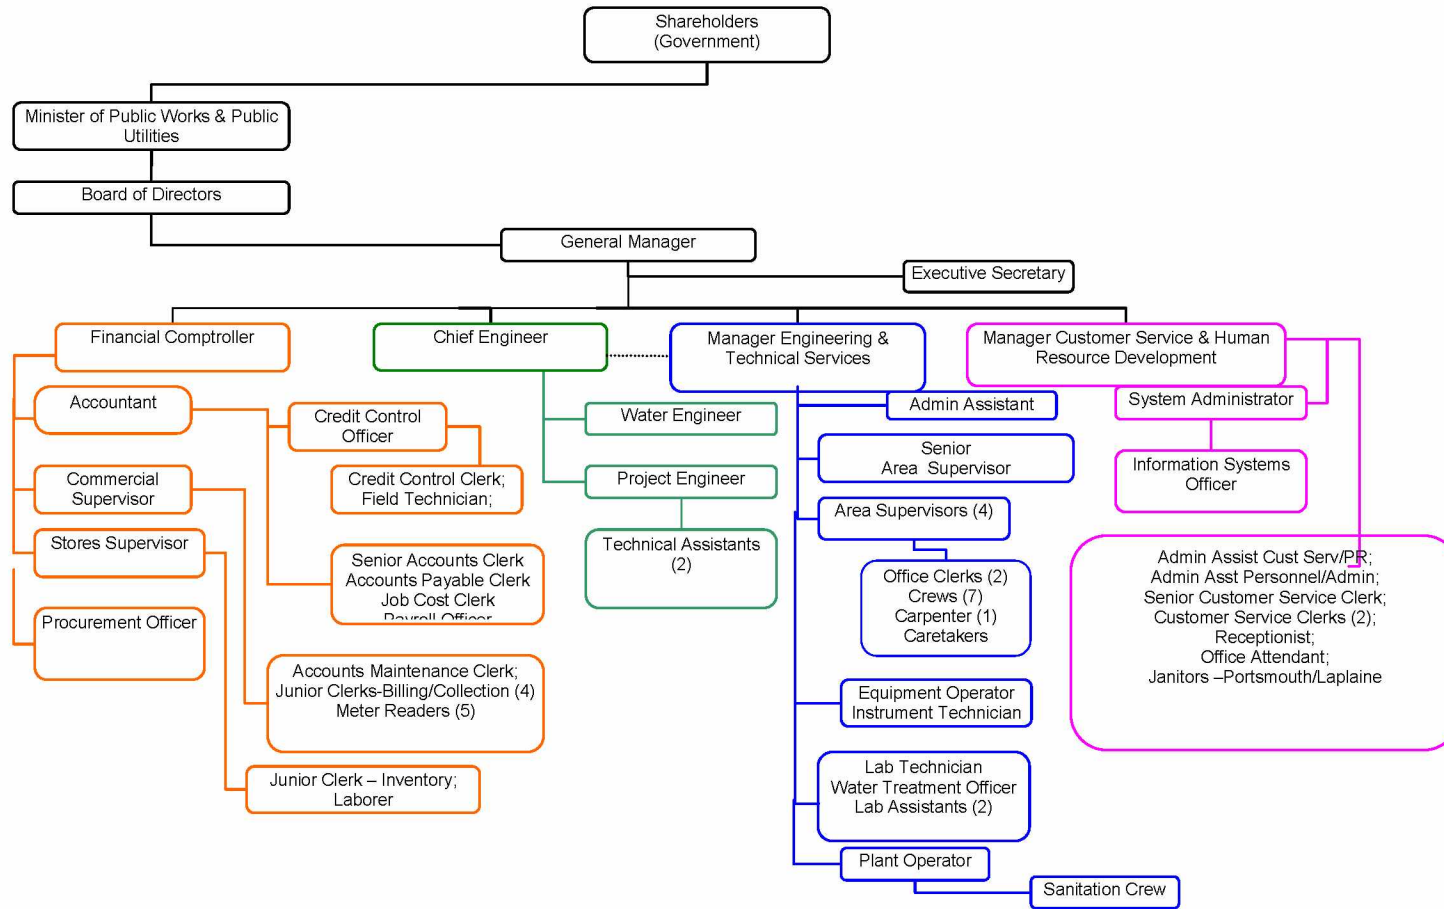 Shareholders
(Government)
Minister of Public Works & Public
Utilities
Board of Directors
General Manager
Executive Secretary
Financial Comptroller
Chief Engineer
Manager Engineering &
Technical Services
Manager Customer Service & Human
Resource Development
Accountant
Credit Control
Officer
Credit Control Clerk;
Field Technician;
Commercial
Supervisor
Stores Supervisor
Senior Accounts Clerk
Accounts Payable Clerk
Job Cost Clerk
Payroll Officer
Procurement Officer
Accounts Maintenance Clerk;
Junior Clerks-Billing/Collection (4)
Meter Readers (5)
Junior Clerk – Inventory;
Laborer
Water Engineer
Project Engineer
Technical Assistants
(2)
Admin Assistant
Senior
Area Supervisor
Area Supervisors (4)
Office Clerks (2)
Crews (7)
Carpenter (1)
Caretakers
Equipment Operator
Instrument Technician
Lab Technician
Water Treatment Officer
Lab Assistants (2)
Plant Operator
Sanitation Crew
System Administrator
Information Systems
Officer
Admin Assist Cust Serv/PR;
Admin Asst Personnel/Admin;
Senior Customer Service Clerk;
Customer Service Clerks (2);
Receptionist;
Office Attendant;
Janitors –Portsmouth/Laplaine